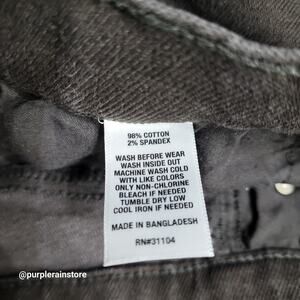 98% COTTON
2% SPANDEX
WASH BEFORE WEAR
WASH INSIDE OUT
MACHINE WASH COLD
WITH LIKE COLORS
ONLY NON-CHLORINE
BLEACH IF NEEDED
TUMBLE DRY LOW
COOL IRON IF NEEDED
MADE IN BANGLADESH
RN#31104
@purplerainstore